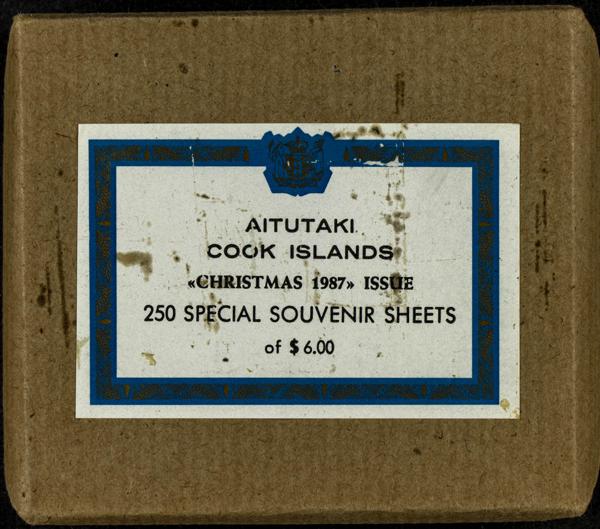 AITUTAKI
COOK ISLANDS
«CHRISTMAS 1987» ISSUE
250 SPECIAL SOUVENIR SHEETS
of $6.00